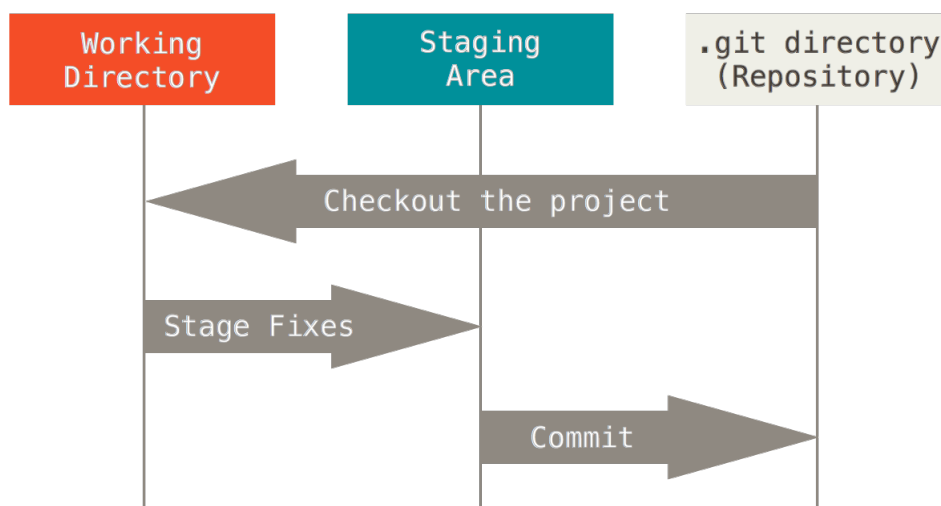 Working
Directory
Staging
Area
.git directory
(Repository)
Checkout the project
Stage Fixes
Commit